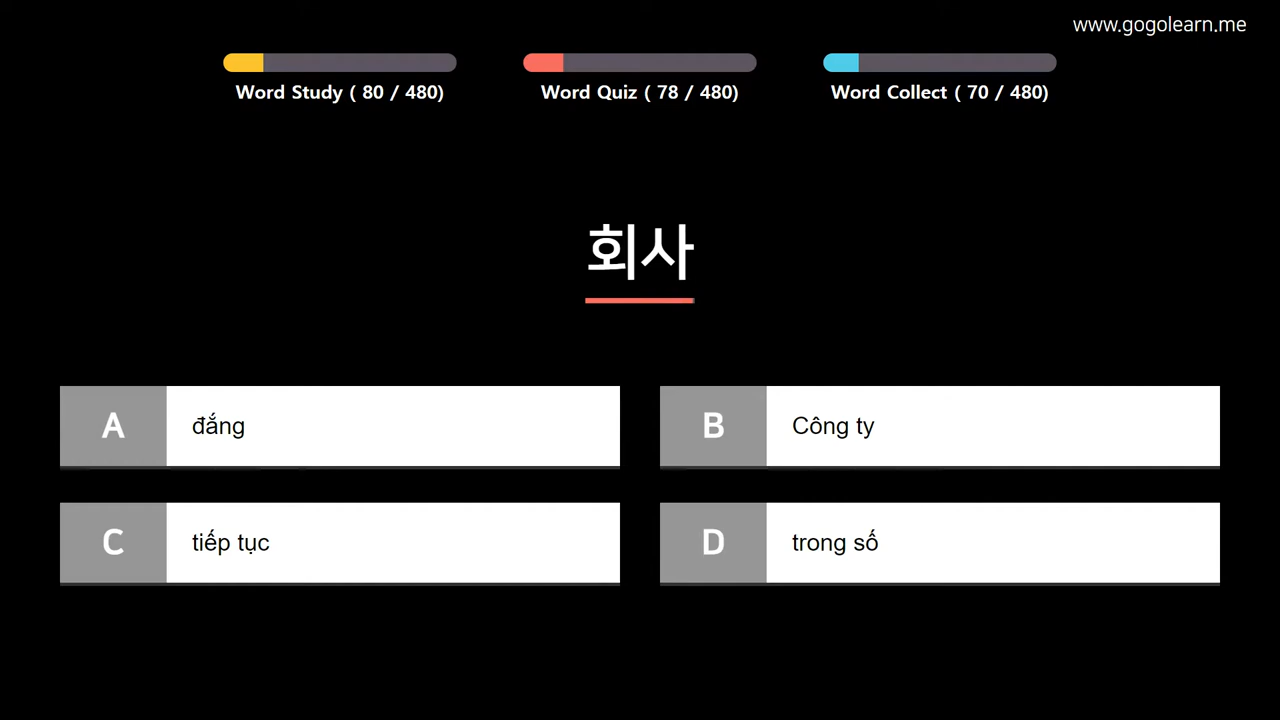 www.gogolearn.me
Word Study ( 80 / 480)
Word Quiz ( 78 / 480)
Word Collect ( 70 / 480)
회사
A đắng
B Công ty
C tiếp tục
D trong số